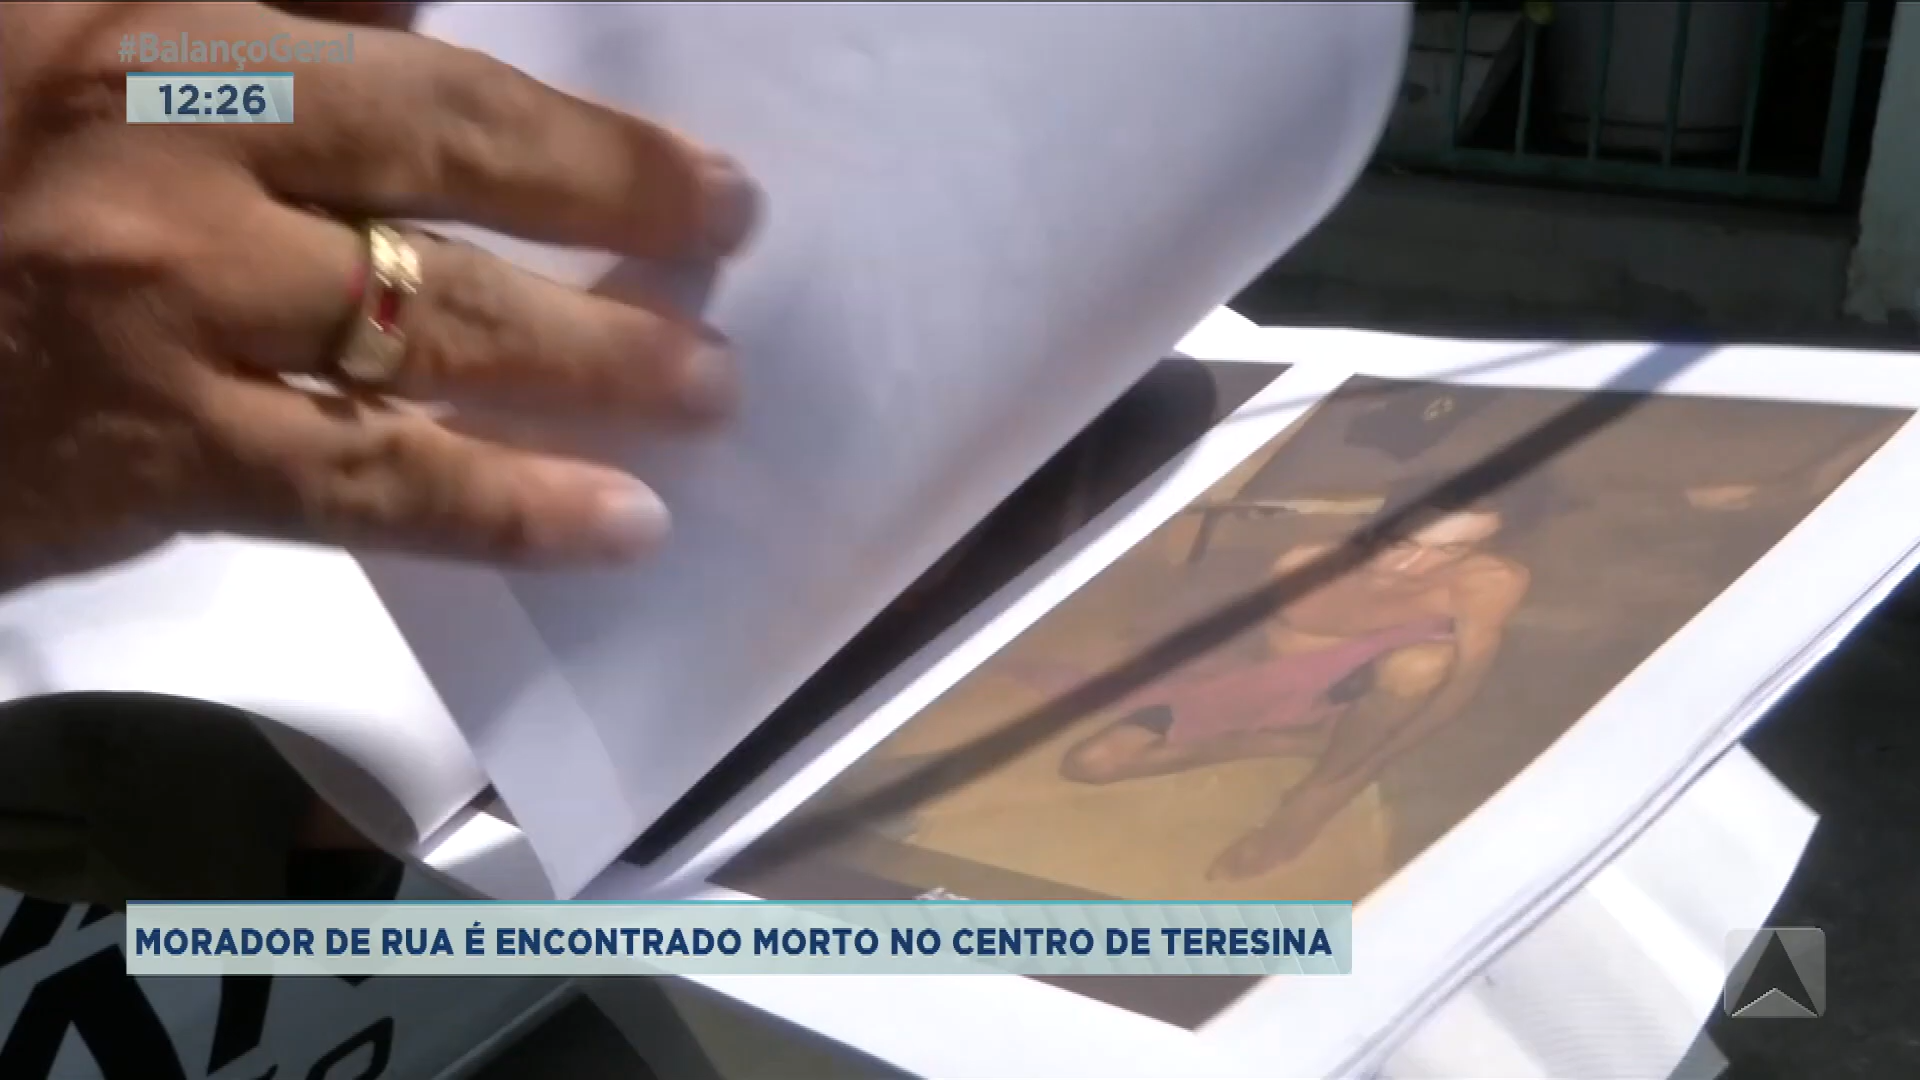 #BalançoGeral
12:26
MORADOR DE RUA É ENCONTRADO MORTO NO CENTRO DE TERESINA